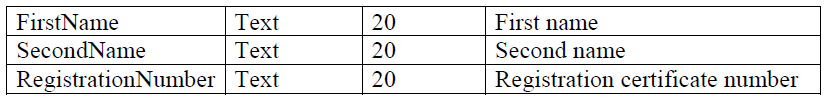 FirstName Text 20 First name
SecondName Text 20 Second name
RegistrationNumber Text 20 Registration certificate number